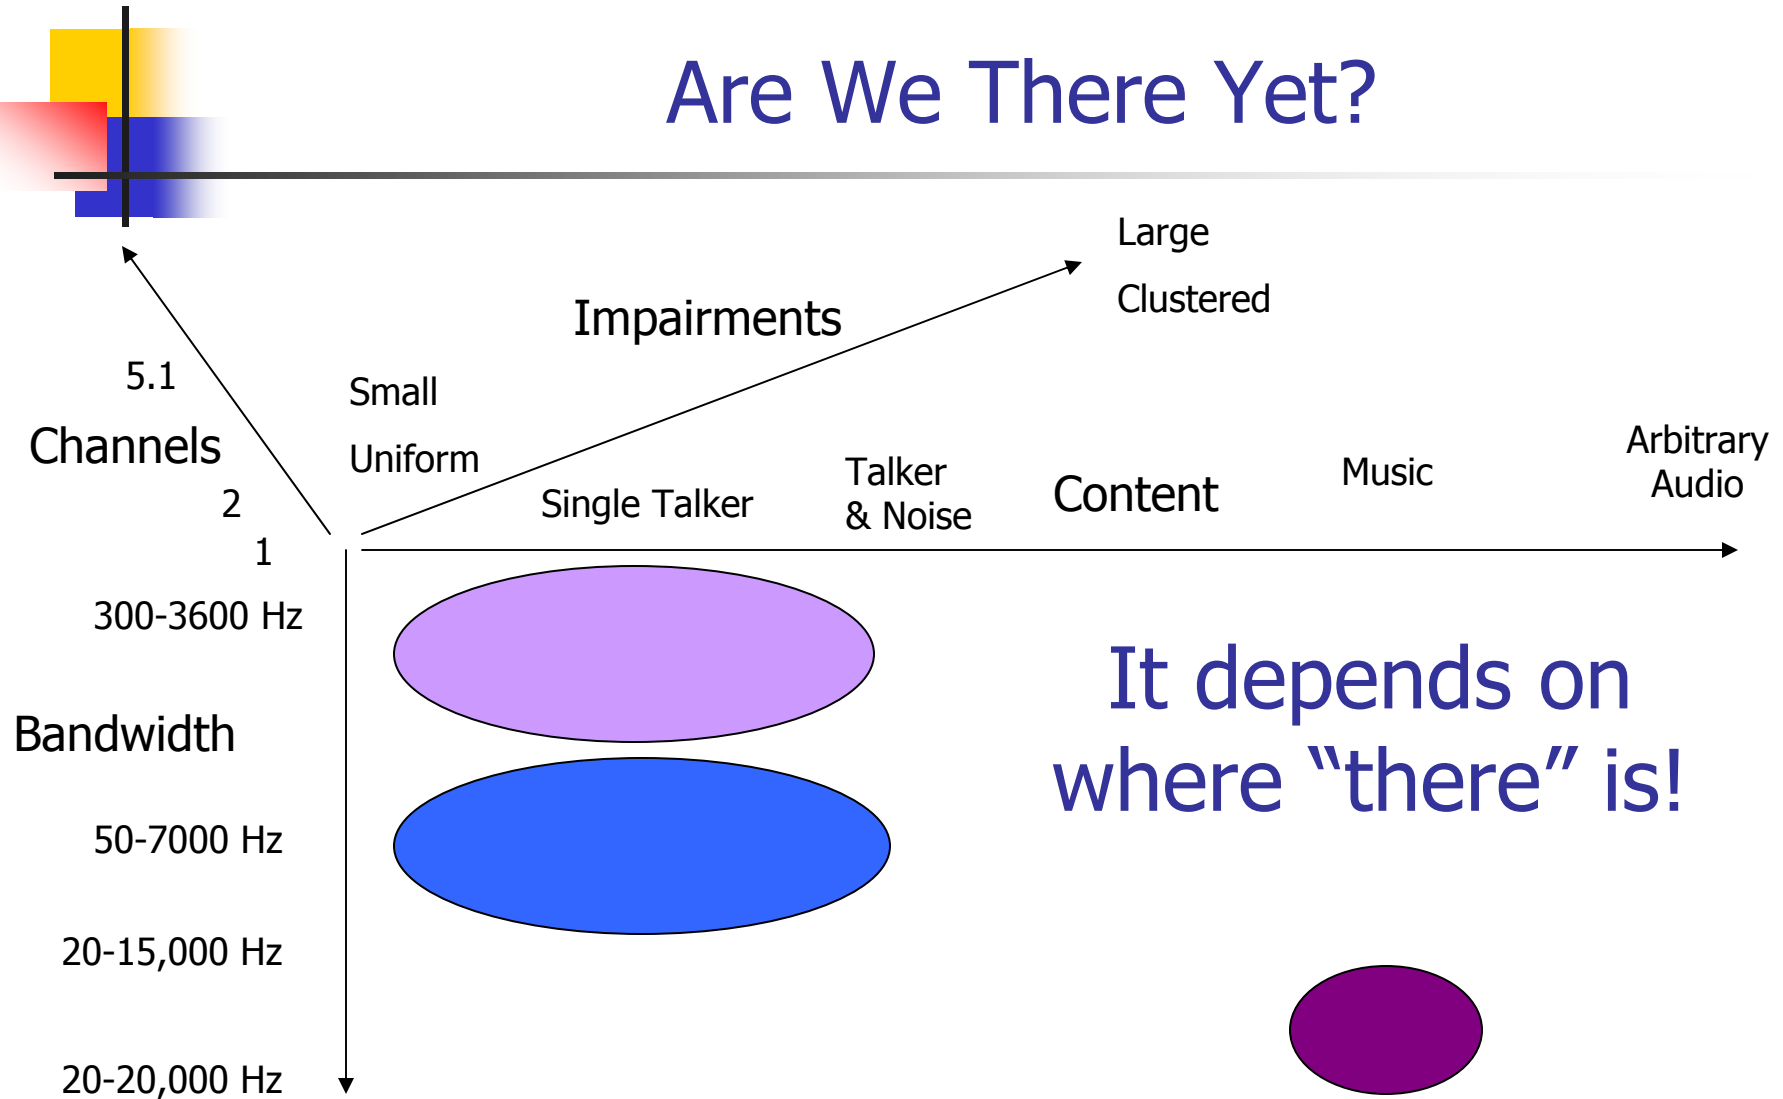 Are We There Yet?
Large
Clustered
Impairments
5.1
Small
Channels
Uniform
Arbitrary
Audio
Talker
& Noise
Content
Music
Single Talker
2
1
300-3600 Hz
It depends on
where “there” is!
Bandwidth
50-7000 Hz
20-15,000 Hz
20-20,000 Hz